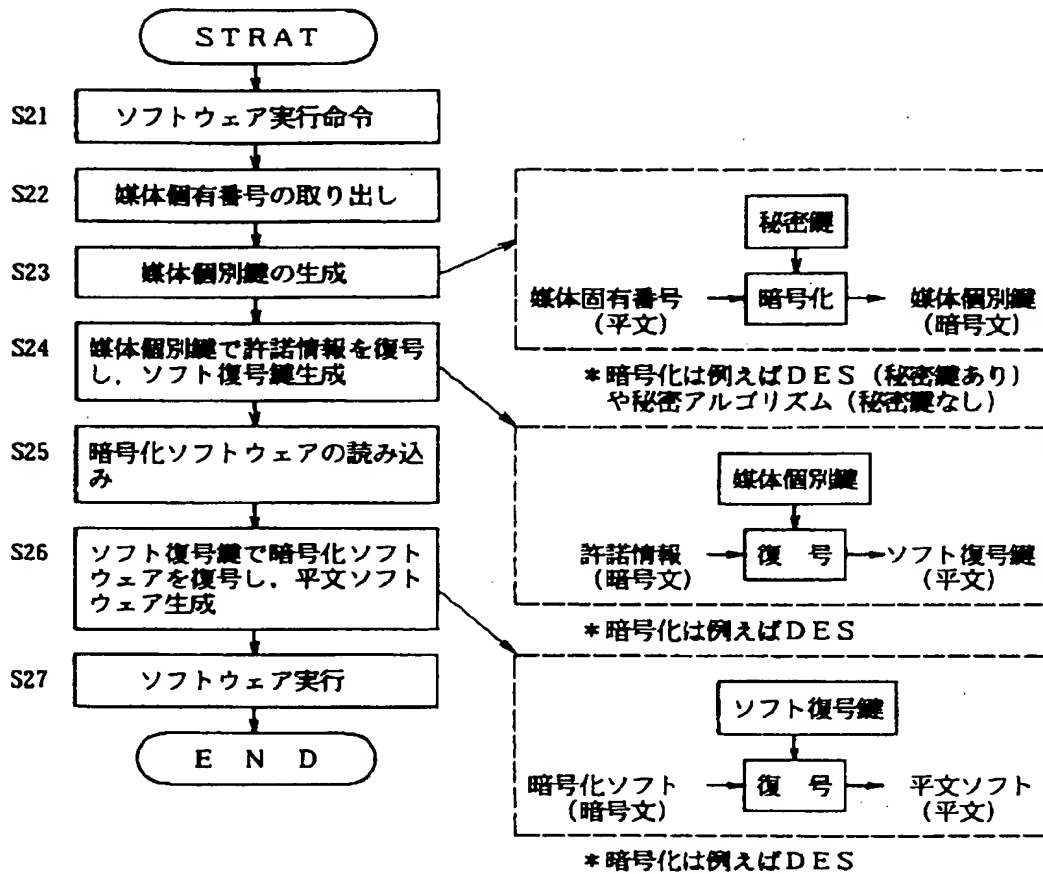 STRAT
S21
ソフトウェア実行命令
S22
媒体個有番号の取り出し
S23
媒体個別鍵の生成
S24
媒体個別鍵で許諾情報を復号
し，ソフト復号鍵生成
S25
暗号化ソフトウェアの読み込
み
S26
ソフト復号鍵で暗号化ソフト
ウェアを復号し，平文ソフト
ウェア生成
S27
ソフトウェア実行
END
秘密鍵
媒体固有番号
(平文)
暗号化
媒体個別鍵
(暗号文)
*暗号化は例えばDES（秘密鍵あり）
や秘密アルゴリズム（秘密鍵なし）
媒体個別鍵
許諾情報
(暗号文)
復 号
ソフト復号鍵
(平文)
*暗号化は例えばDES
ソフト復号鍵
暗号化ソフト
(暗号文)
復 号
平文ソフト
(平文)
*暗号化は例えばDES